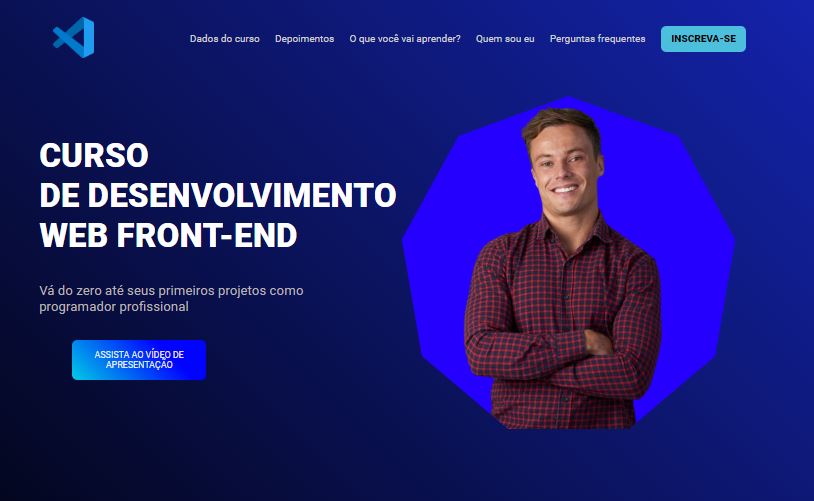 Dados do curso
Depoimentos
O que você vai aprender?
Quem sou eu
Perguntas frequentes
INSCREVA-SE
CURSO
DE DESENVOLVIMENTO
WEB FRONT-END
Vá do zero até seus primeiros projetos como
programador profissional
ASSISTA AO VÍDEO DE
APRESENTAÇÃO